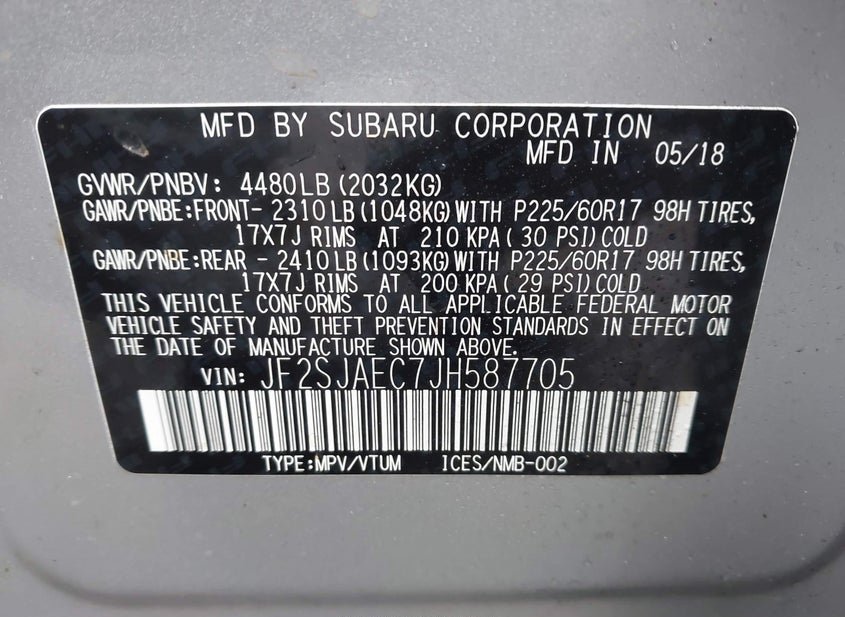 MFD BY SUBARU CORPORATION
MFD IN 05/18
GVWR/PNBV: 4480LB (2032KG)
GAWR/PNBE:FRONT- 2310 LB (1048KG) WITH P225/60R17 98H TIRES,
17X7J RIMS AT 210 KPA ( 30 PSI) COLD
GAWR/PNBE:REAR - 2410 LB (1093KG) WITH P225/60R17 98H TIRES,
17X7J RIMS AT 200 KPA ( 29 PSI) COLD
THIS VEHICLE CONFORMS TO ALL APPLICABLE FEDERAL MOTOR
VEHICLE SAFETY AND THEFT PREVENTION STANDARDS IN EFFECT ON
THE DATE OF MANUFACTURE SHOWN ABOVE.
VIN: JF2SJAEC7JH587705
TYPE:MPV/VTUM ICES/NMB-002